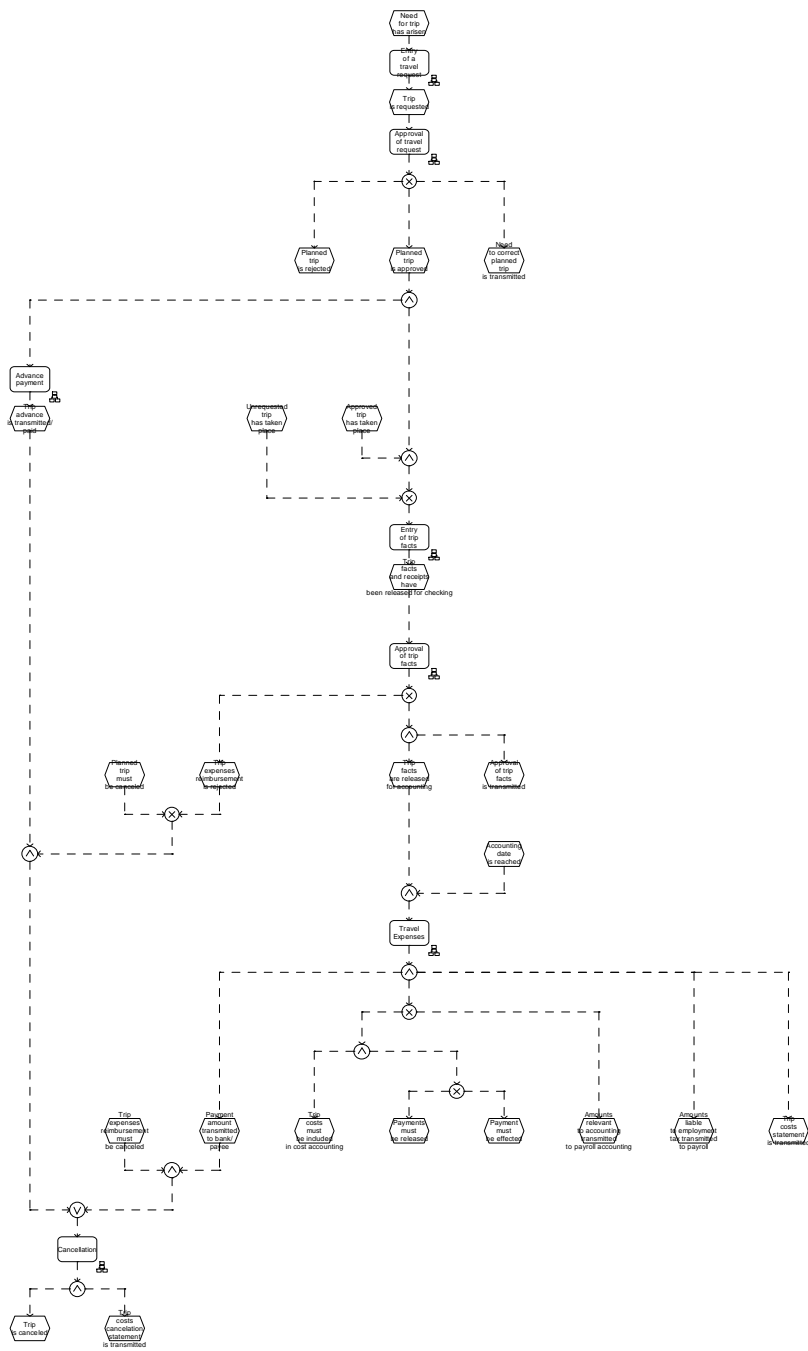 Need
for trip
has arisen
Entry
of a
travel
request
Trip
is requested
Approval
of travel
request
Planned
trip
is rejected
Planned
trip
is approved
Need
to correct
planned
trip
is transmitted
Advance
payment
Trip
advance
is transmitted/
paid
Unrequested
trip
has taken
place
Approved
trip
has taken
place
Entry
of trip
facts
Trip
facts
and receipts
have
been released for checking
Approval
of trip
facts
Planned
trip
must
be canceled
Trip
expenses
reimbursement
is rejected
Trip
facts
are released
for accounting
Approval
of trip
facts
is transmitted
Accounting
date
is reached
Travel
Expenses
Trip
expenses
reimbursement
must
be canceled
Payment
amount
transmitted
to bank/
payee
Trip
costs
must
be included
in cost accounting
Payments
must
be released
Payment
must
be effected
Amounts
relevant
to accounting
transmitted
to payroll accounting
Amounts
liable
to employment
tax transmitted
to payroll
Trip
costs
statement
is transmitted
Cancellation
Trip
is canceled
Trip
costs
cancelation
statement
is transmitted